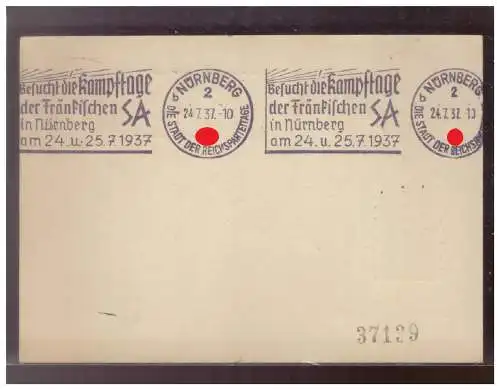 Besucht die Kampftage
der Fränkischen SA
in Nürnberg
am 24. u. 25.7.1937
NÜRNBERG
2
d
24.7.37.-10
DIE STADT DER REICHSPARTEITAGE
Besucht die Kampftage
der Fränkischen SA
in Nürnberg
am 24. u. 25.7.1937
NÜRNBERG
2
d
24.7.37.-10
DIE STADT DER REICHSPA
37139